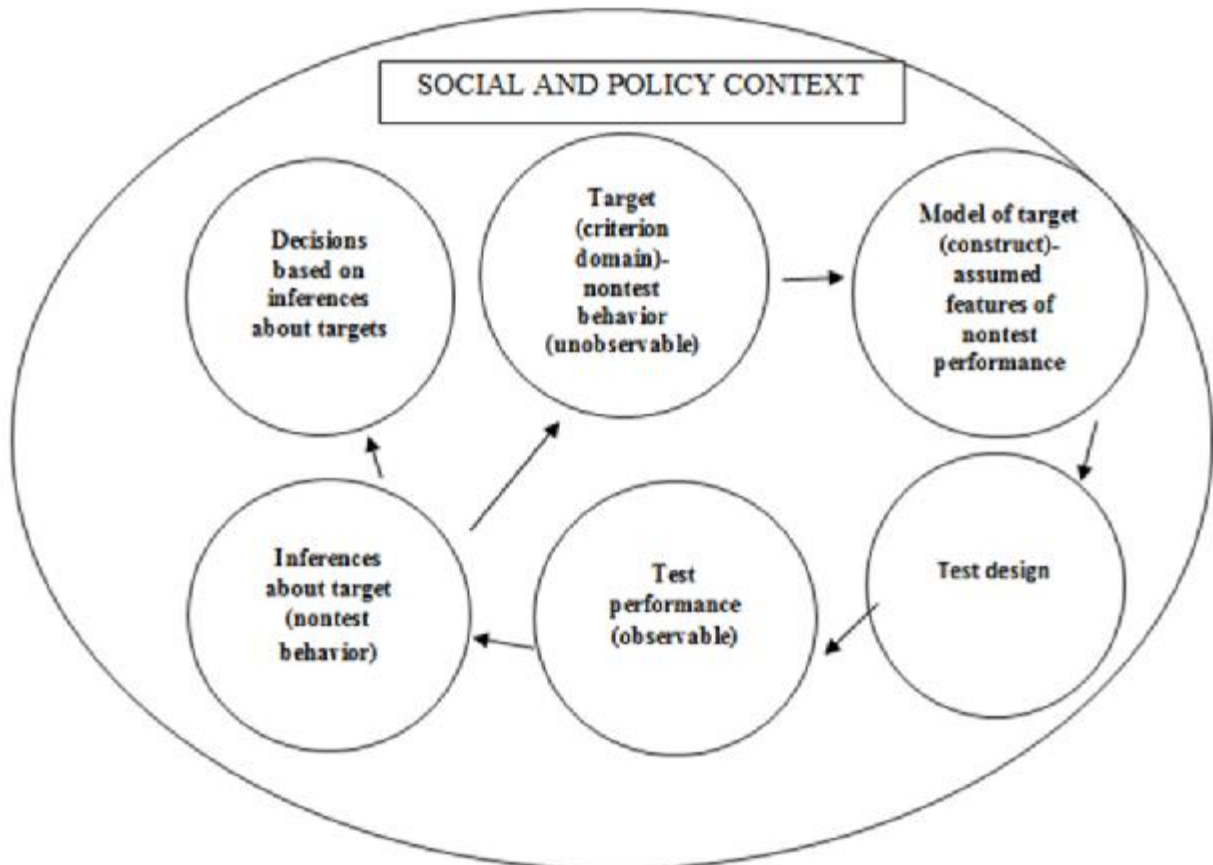 SOCIAL AND POLICY CONTEXT
Decisions
based on
inferences
about targets
Target
(criterion
domain)-
nontest
behavior
(unobservable)
Model of target
(construct)-
assumed
features of
nontest
performance
Inferences
about target
(nontest
behavior)
Test
performance
(observable)
Test design